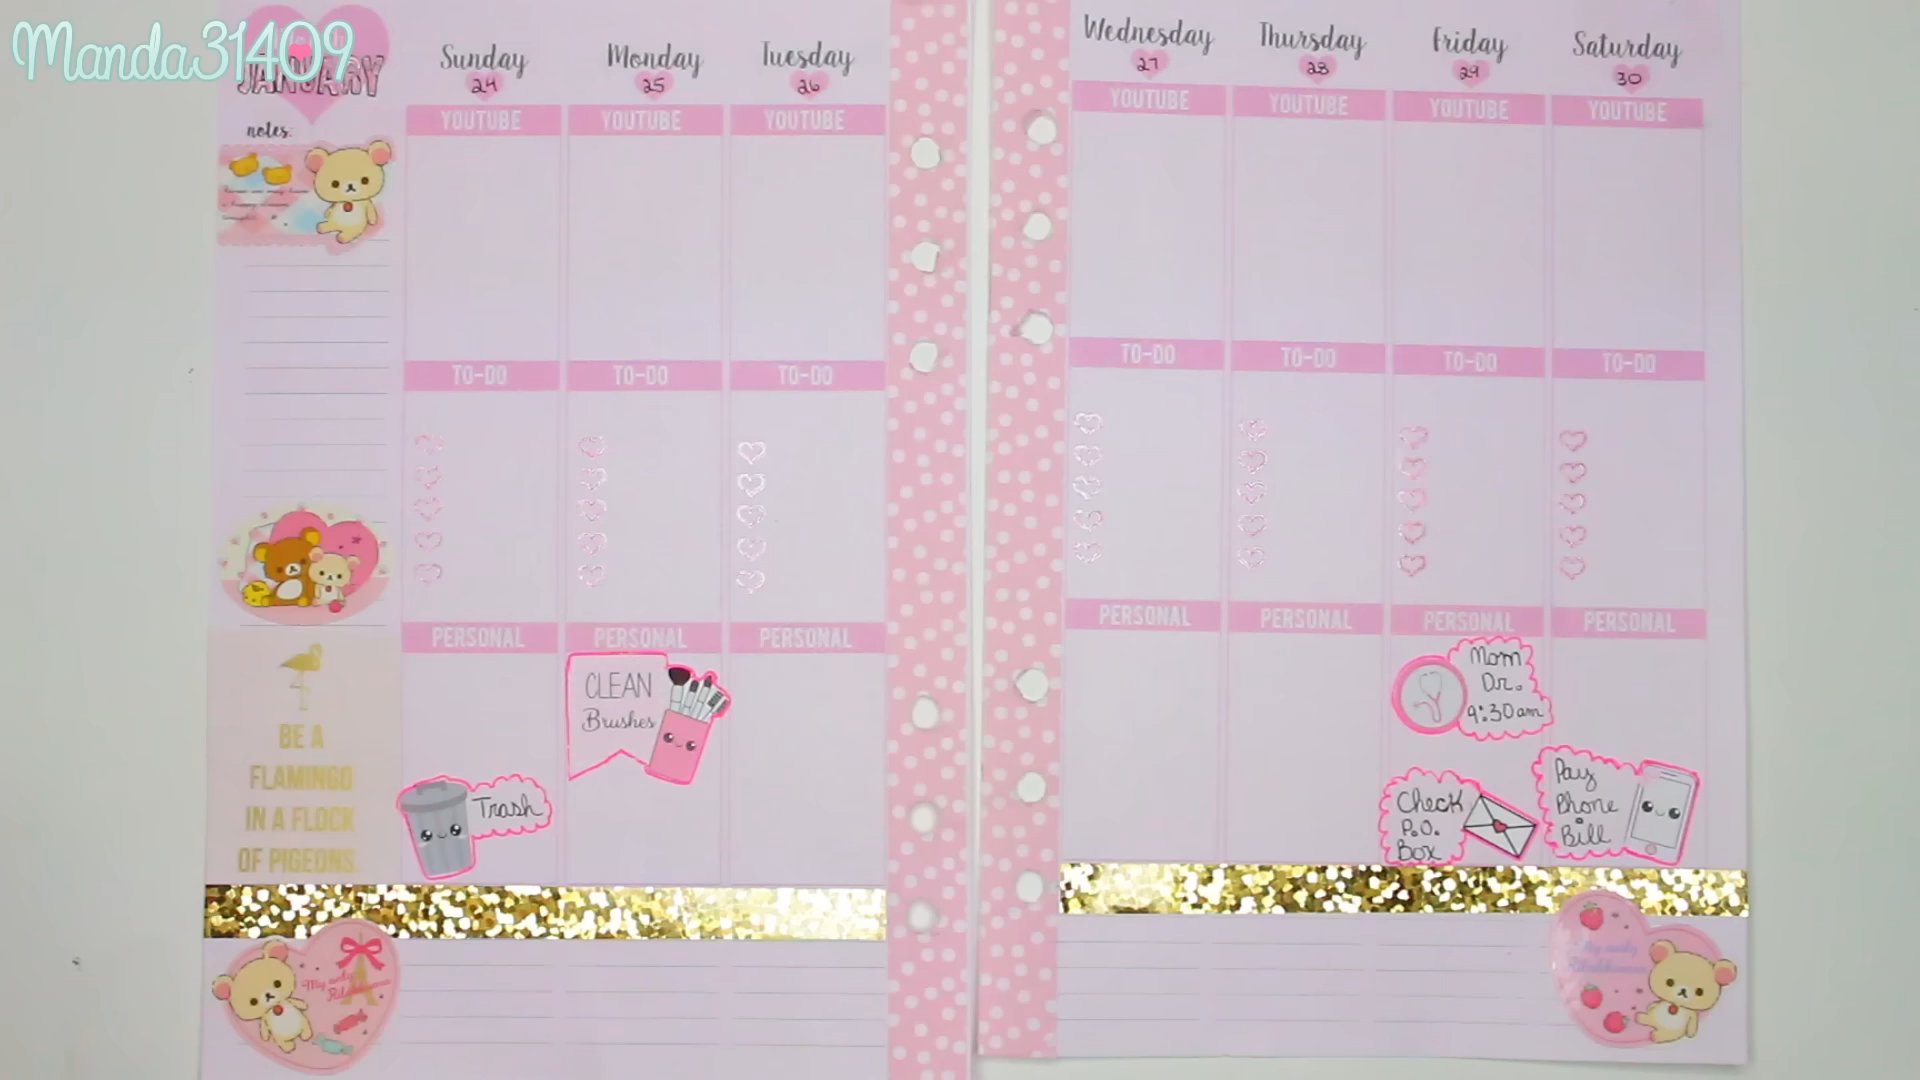 Manda31409
JANUARY
notes:
Sunday
24
Monday
25
Tuesday
26
Wednesday
27
Thursday
28
Friday
29
Saturday
30
YOUTUBE
YOUTUBE
YOUTUBE
YOUTUBE
YOUTUBE
YOUTUBE
YOUTUBE
TO-DO
TO-DO
TO-DO
TO-DO
TO-DO
TO-DO
TO-DO
PERSONAL
PERSONAL
PERSONAL
PERSONAL
PERSONAL
PERSONAL
PERSONAL
CLEAN
Brushes
Trash
Mom
Dr.
9:30am
Check
P.O.
Box
Pay
Phone
Bill
BE A
FLAMINGO
IN A FLOCK
OF PIGEONS.
My
Rilakkuma
My